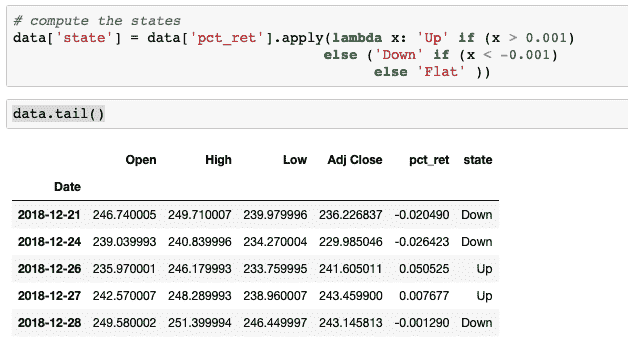 # compute the states
data['state'] = data['pct_ret'].apply(lambda x: 'Up' if (x > 0.001)
else ('Down' if (x < -0.001)
else 'Flat' ))
data.tail()
Open High Low Adj Close pct_ret state
Date
2018-12-21 246.740005 249.710007 239.979996 236.226837 -0.020490 Down
2018-12-24 239.039993 240.839996 234.270004 229.985046 -0.026423 Down
2018-12-26 235.970001 246.179993 233.759995 241.605011 0.050525 Up
2018-12-27 242.570007 248.289993 238.960007 243.459900 0.007677 Up
2018-12-28 249.580002 251.399994 246.449997 243.145813 -0.001290 Down